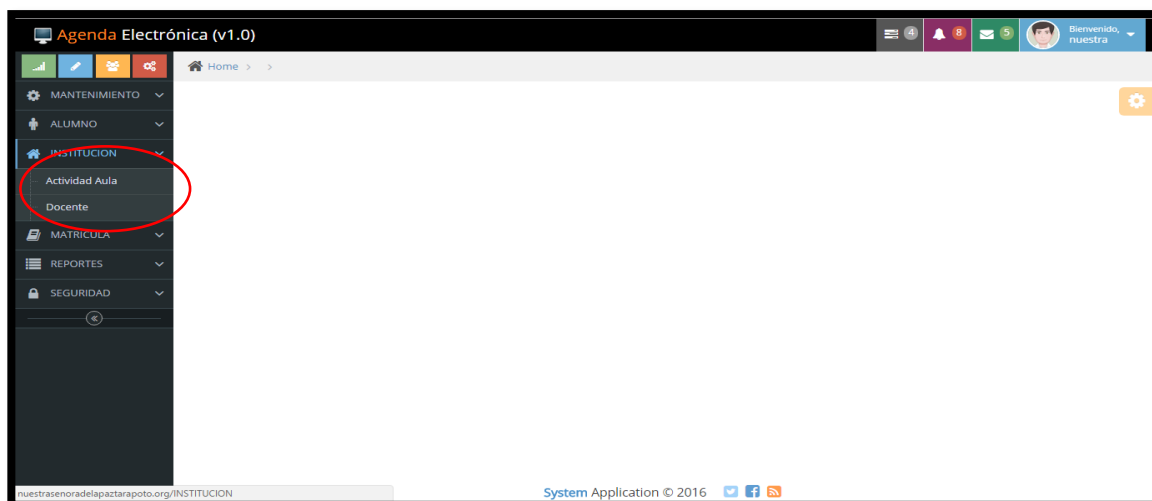 Agenda Electrónica (v1.0)
4
8
5
Bienvenido,
nuestra
Home > >
MANTENIMIENTO
ALUMNO
INSTITUCION
Actividad Aula
Docente
MATRICULA
REPORTES
SEGURIDAD
nuestrasenoradelapaztarapoto.org/INSTITUCION
System Application © 2016